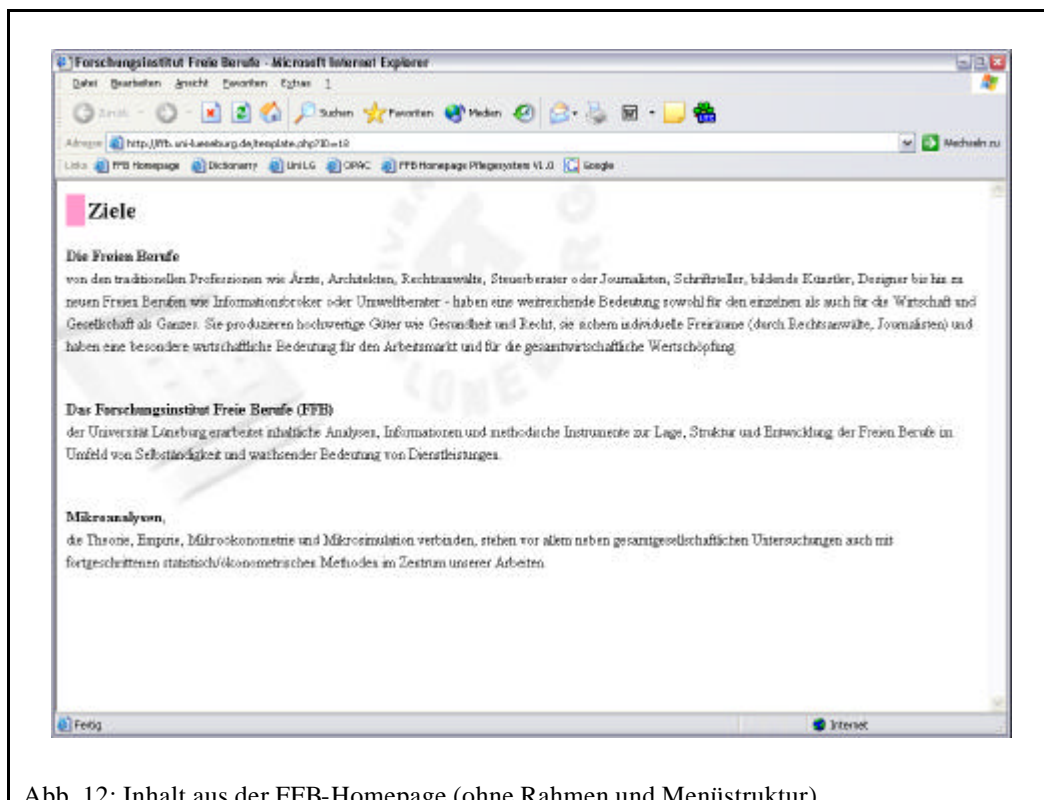 Forschungsinstitut Freie Berufe - Microsoft Internet Explorer
Datei Bearbeiten Ansicht Favoriten Extras ?
Zurück Suchen Favoriten Medien
Adresse http://ffb.uni-lueneburg.de/template.php?ID=18 Wechseln zu
Links FFB Homepage Dictionary Uni LG OPAC FFB Homepage Pflegesystem V1.0 Google
Ziele
Die Freien Berufe
von den traditionellen Professionen wie Ärzte, Architekten, Rechtsanwälte, Steuerberater oder Journalisten, Schriftsteller, bildende Künstler, Designer bis hin zu
neuen Freien Berufen wie Informationsbroker oder Umweltberater - haben eine weitreichende Bedeutung sowohl für den einzelnen als auch für die Wirtschaft und
Gesellschaft als Ganzes. Sie produzieren hochwertige Güter wie Gesundheit und Recht, sie sichern individuelle Freiräume (durch Rechtsanwälte, Journalisten) und
haben eine besondere wirtschaftliche Bedeutung für den Arbeitsmarkt und für die gesamtwirtschaftliche Wertschöpfung.
Das Forschungsinstitut Freie Berufe (FFB)
der Universität Lüneburg erarbeitet inhaltliche Analysen, Informationen und methodische Instrumente zur Lage, Struktur und Entwicklung der Freien Berufe im
Umfeld von Selbständigkeit und wachsender Bedeutung von Dienstleistungen.
Mikroanalysen,
die Theorie, Empirie, Mikroökonometrie und Mikrosimulation verbinden, stehen vor allem neben gesamtgesellschaftlichen Untersuchungen auch mit
fortgeschrittenen statistisch/ökonometrischen Methoden im Zentrum unserer Arbeiten.
Fertig Internet
Abb. 12: Inhalt aus der FFB-Homepage (ohne Rahmen und Menüstruktur)